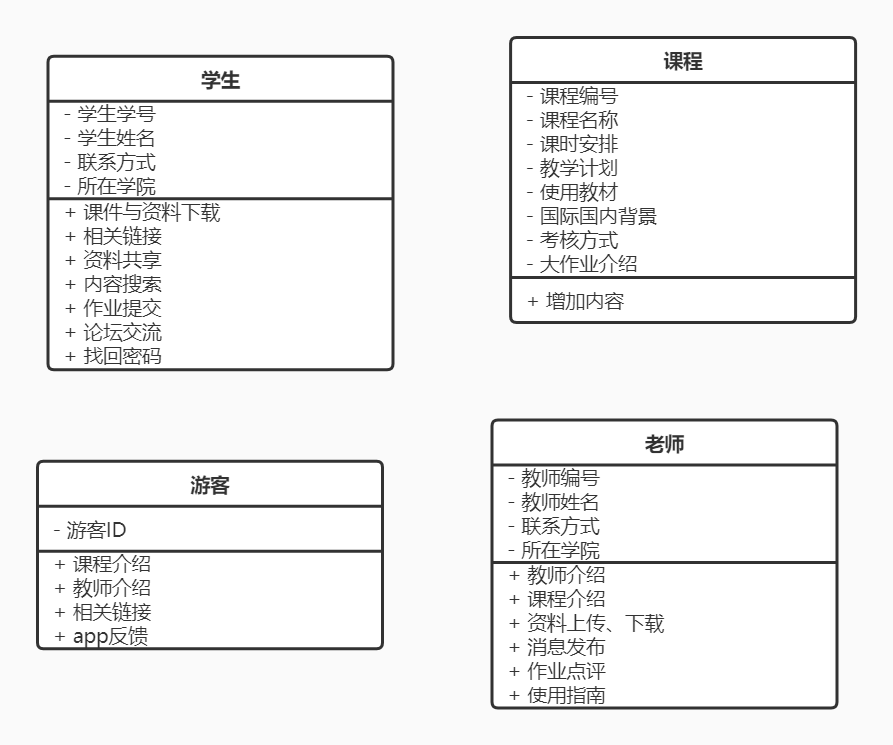 学生
- 学生学号
- 学生姓名
- 联系方式
- 所在学院
+ 课件与资料下载
+ 相关链接
+ 资料共享
+ 内容搜索
+ 作业提交
+ 论坛交流
+ 找回密码
课程
- 课程编号
- 课程名称
- 课时安排
- 教学计划
- 使用教材
- 国际国内背景
- 考核方式
- 大作业介绍
+ 增加内容
游客
- 游客ID
+ 课程介绍
+ 教师介绍
+ 相关链接
+ app反馈
老师
- 教师编号
- 教师姓名
- 联系方式
- 所在学院
+ 教师介绍
+ 课程介绍
+ 资料上传、下载
+ 消息发布
+ 作业点评
+ 使用指南